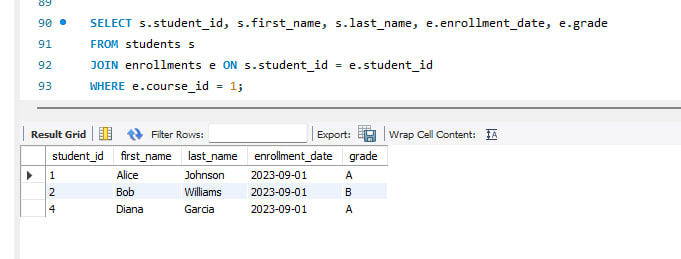 89
90 SELECT s.student_id, s.first_name, s.last_name, e.enrollment_date, e.grade
91 FROM students s
92 JOIN enrollments e ON s.student_id = e.student_id
93 WHERE e.course_id = 1;
Result Grid Filter Rows: Export: Wrap Cell Content: IA
student_id first_name last_name enrollment_date grade
1 Alice Johnson 2023-09-01 A
2 Bob Williams 2023-09-01 B
4 Diana Garcia 2023-09-01 A